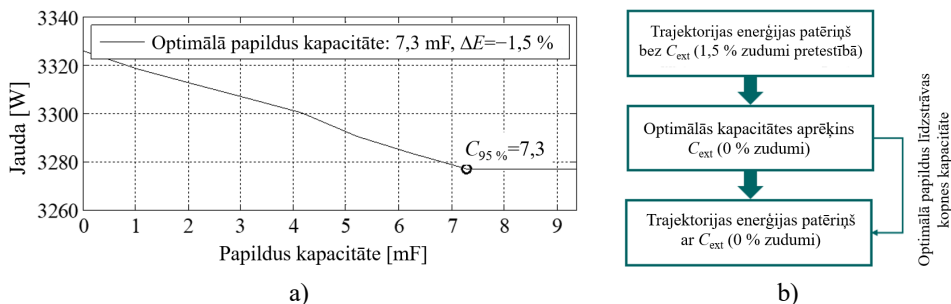 3340
3320
3300
3280
3260
Jauda [W]
Optimālā papildus kapacitāte: 7,3 mF, ΔE=−1,5 %
C95 %=7,3
0 1 2 3 4 5 6 7 8 9
Papildus kapacitāte [mF]
a)
Trajektorijas enerģijas patēriņš
bez Cext (1,5 % zudumi pretestībā)
Optimālās kapacitātes aprēķins
Cext (0 % zudumi)
Trajektorijas enerģijas patēriņš
ar Cext (0 % zudumi)
Optimālā papildus līdzstrāvas
kopnes kapacitāte
b)